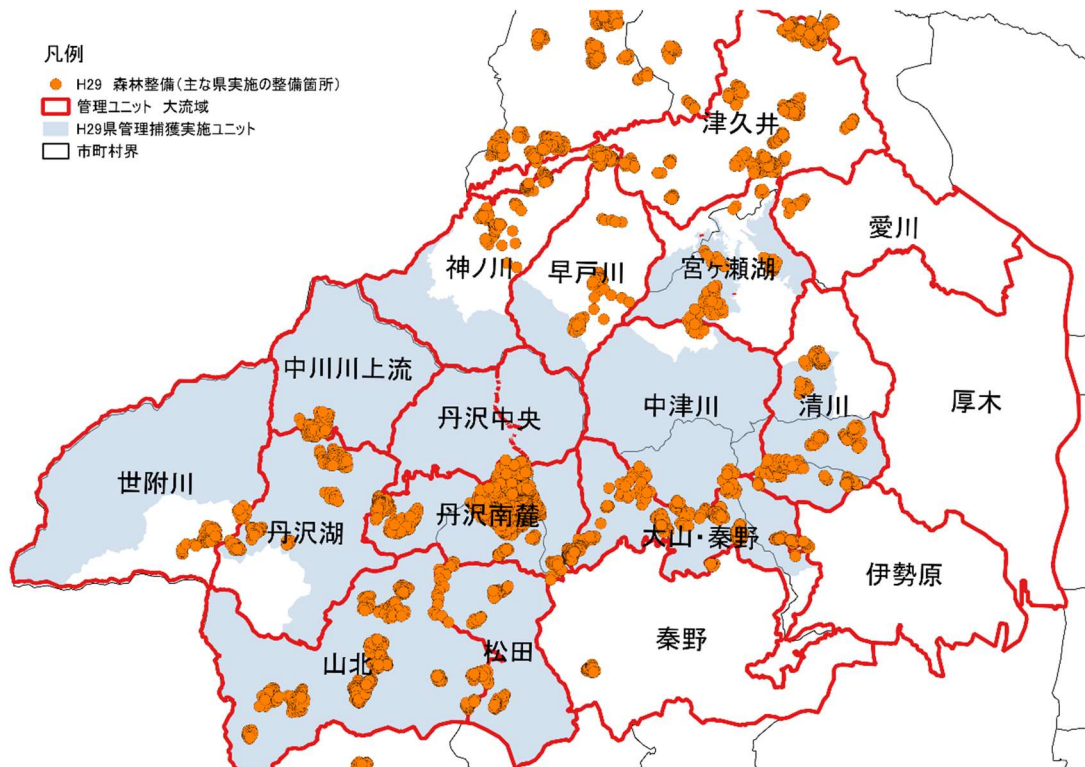 凡例
H29 森林整備(主な県実施の整備箇所)
管理ユニット 大流域
H29県管理捕獲実施ユニット
市町村界
津久井
愛川
神ノ川
早戸川
宮ヶ瀬湖
中川川上流
丹沢中央
中津川
清川
厚木
世附川
丹沢湖
丹沢南麓
大山・秦野
伊勢原
秦野
松田
山北